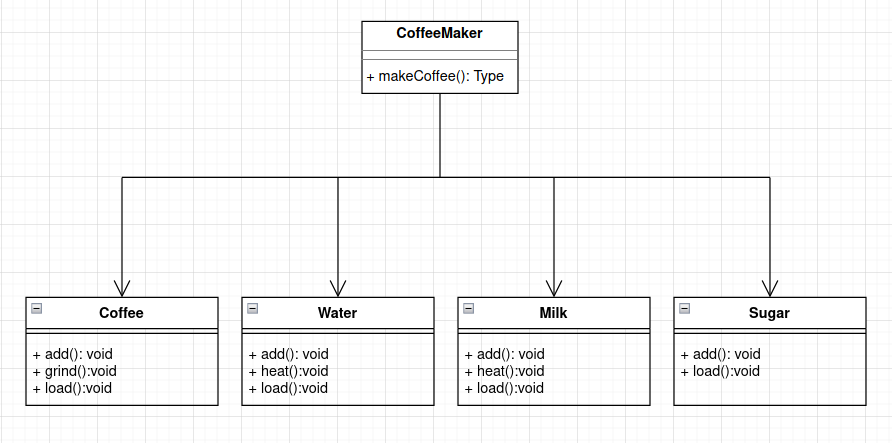 CoffeeMaker
+ makeCoffee(): Type
Coffee
+ add(): void
+ grind():void
+ load():void
Water
+ add(): void
+ heat():void
+ load():void
Milk
+ add(): void
+ heat():void
+ load():void
Sugar
+ add(): void
+ load():void